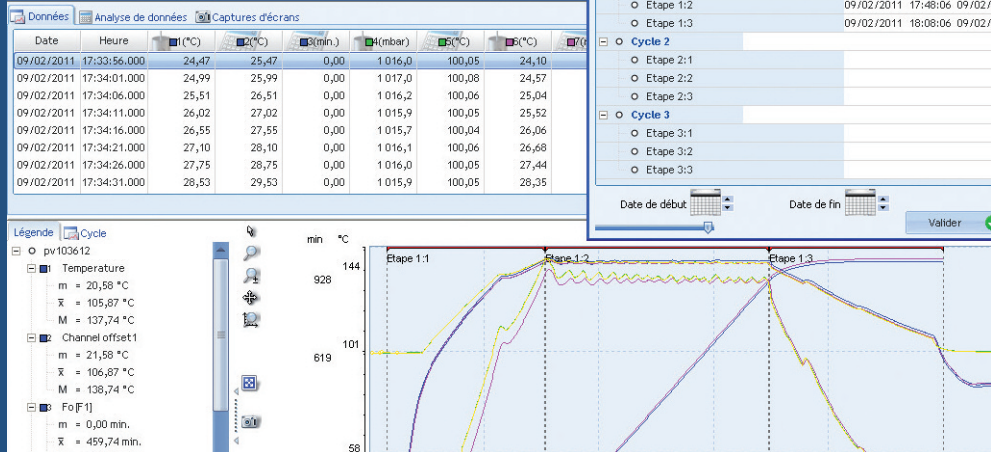 Données Analyse de données Captures d'écrans
Date Heure 1(°C) 2(°C) 3(min.) 4(mbar) 5(°C) 6(°C)
09/02/2011 17:33:56.000 24,47 25,47 0,00 1 016,0 100,05 24,10
09/02/2011 17:34:01.000 24,99 25,99 0,00 1 017,0 100,08 24,57
09/02/2011 17:34:06.000 25,51 26,51 0,00 1 016,2 100,06 25,04
09/02/2011 17:34:11.000 26,02 27,02 0,00 1 015,9 100,05 25,52
09/02/2011 17:34:16.000 26,55 27,55 0,00 1 015,7 100,04 26,06
09/02/2011 17:34:21.000 27,10 28,10 0,00 1 016,1 100,06 26,68
09/02/2011 17:34:26.000 27,75 28,75 0,00 1 016,0 100,05 27,44
09/02/2011 17:34:31.000 28,53 29,53 0,00 1 015,9 100,05 28,35
Etape 1:2 09/02/2011 17:48:06 09/02/
Etape 1:3 09/02/2011 18:08:06 09/02/
Cycle 2
Etape 2:1
Etape 2:2
Etape 2:3
Cycle 3
Etape 3:1
Etape 3:2
Etape 3:3
Date de début Date de fin
Valider
Légende Cycle
pv103612
1 Temperature
m = 20,58 °C
x̅ = 105,87 °C
M = 137,74 °C
2 Channel offset1
m = 21,58 °C
x̅ = 106,87 °C
M = 138,74 °C
3 Fo[F1]
m = 0,00 min.
x̅ = 459,74 min.
min °C
Etape 1:1 Etape 1:2 Etape 1:3
144
928
101
619
58